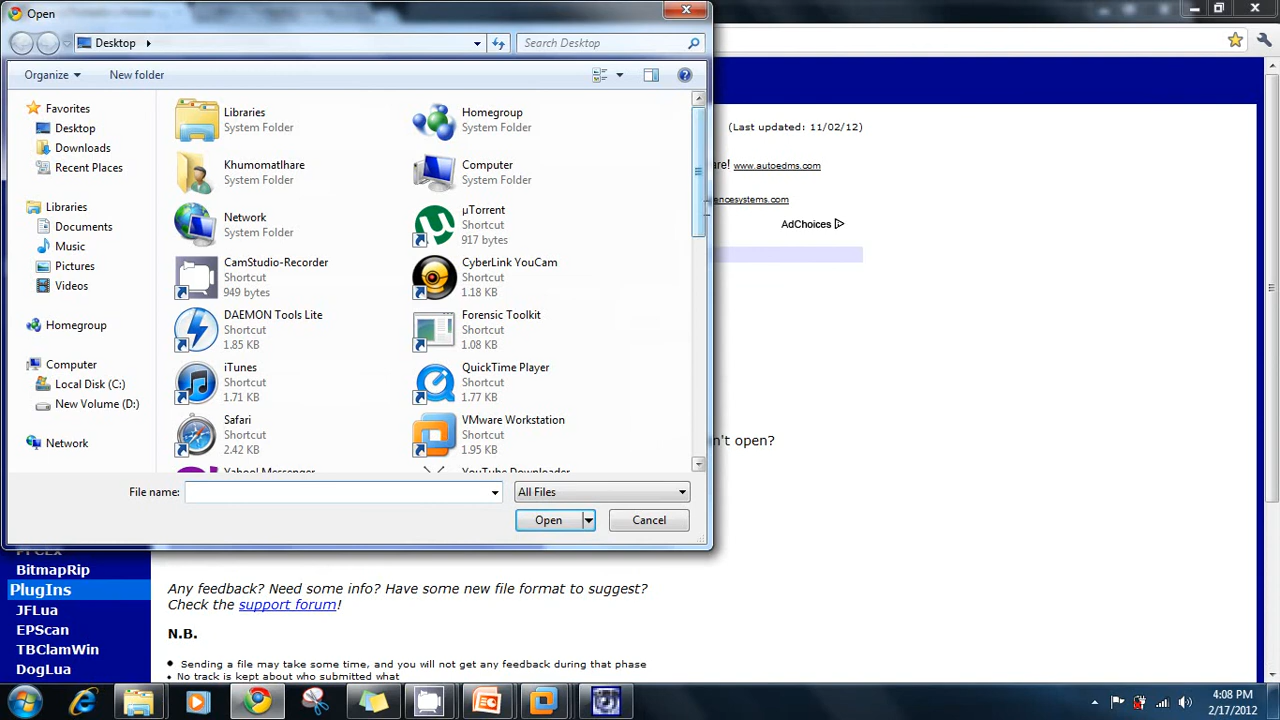 Open
Desktop
Search Desktop
Organize
New folder
Favorites
Desktop
Downloads
Recent Places
Libraries
Documents
Music
Pictures
Videos
Homegroup
Computer
Local Disk (C:)
New Volume (D:)
Network
Libraries
System Folder
Homegroup
System Folder
Khumomatlhare
System Folder
Computer
System Folder
Network
System Folder
µTorrent
Shortcut
917 bytes
CamStudio-Recorder
Shortcut
949 bytes
CyberLink YouCam
Shortcut
1.18 KB
DAEMON Tools Lite
Shortcut
1.85 KB
Forensic Toolkit
Shortcut
1.08 KB
iTunes
Shortcut
1.71 KB
QuickTime Player
Shortcut
1.77 KB
Safari
Shortcut
2.42 KB
VMware Workstation
Shortcut
1.95 KB
Yahoo! Messenger
YouTube Downloader
File name:
All Files
Open
Cancel
(Last updated: 11/02/12)
are! www.autoedms.com
encesystems.com
AdChoices
n't open?
BitmapRip
PlugIns
JFLua
EPScan
TBClamWin
DogLua
Any feedback? Need some info? Have some new file format to suggest?
Check the support forum!
N.B.
• Sending a file may take some time, and you will not get any feedback during that phase
• No track is kept about who submitted what
4:08 PM
2/17/2012